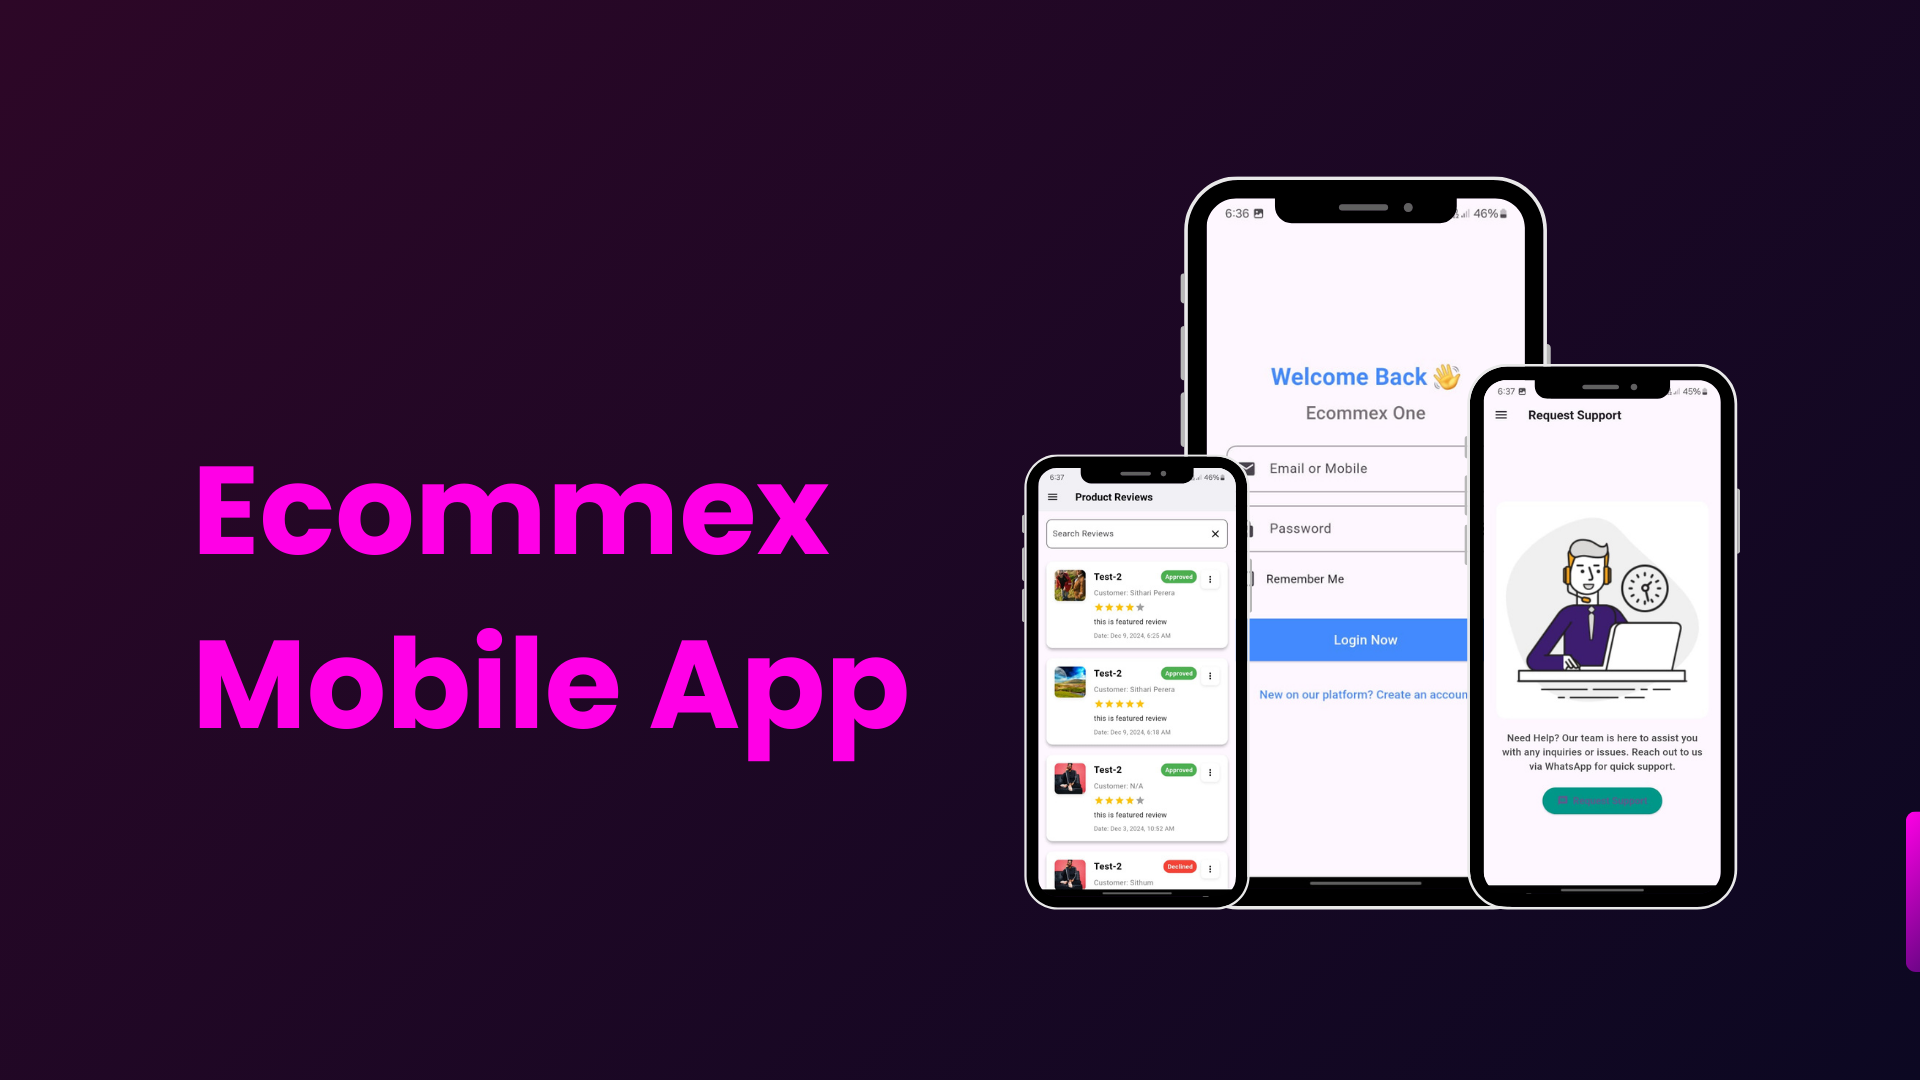 Ecommex
Mobile App
6:36
46%
Welcome Back 👋
Ecommex One
Email or Mobile
Password
Remember Me
Login Now
New on our platform? Create an accoun
6:37
46%
Product Reviews
Search Reviews
Test-2
Approved
Customer: Sithari Perera
this is featured review
Date: Dec 9, 2024, 6:25 AM
Test-2
Approved
Customer: Sithari Perera
this is featured review
Date: Dec 9, 2024, 6:18 AM
Test-2
Approved
Customer: N/A
this is featured review
Date: Dec 3, 2024, 10:52 AM
Test-2
Declined
Customer: Sithum
6:37
45%
Request Support
Need Help? Our team is here to assist you
with any inquiries or issues. Reach out to us
via WhatsApp for quick support.
Request Support